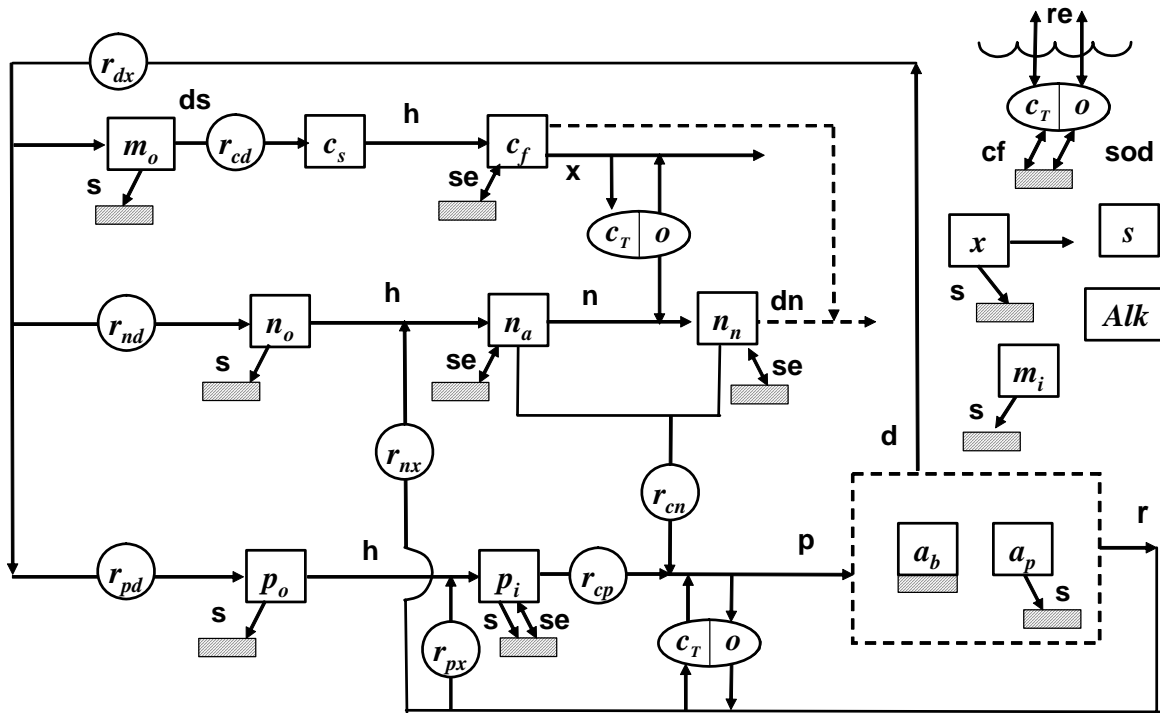 re
r_dx
ds
h
c_T o
m_o
r_cd
c_s
c_f
cf
sod
s
se
x
c_T o
x
s
s
h
n
dn
r_nd
n_o
n_a
n_n
Alk
s
se
se
m_i
s
d
r_nx
r_cn
r
h
p
r_pd
p_o
p_i
r_cp
a_b
a_p
s
s
se
s
r_px
c_T o